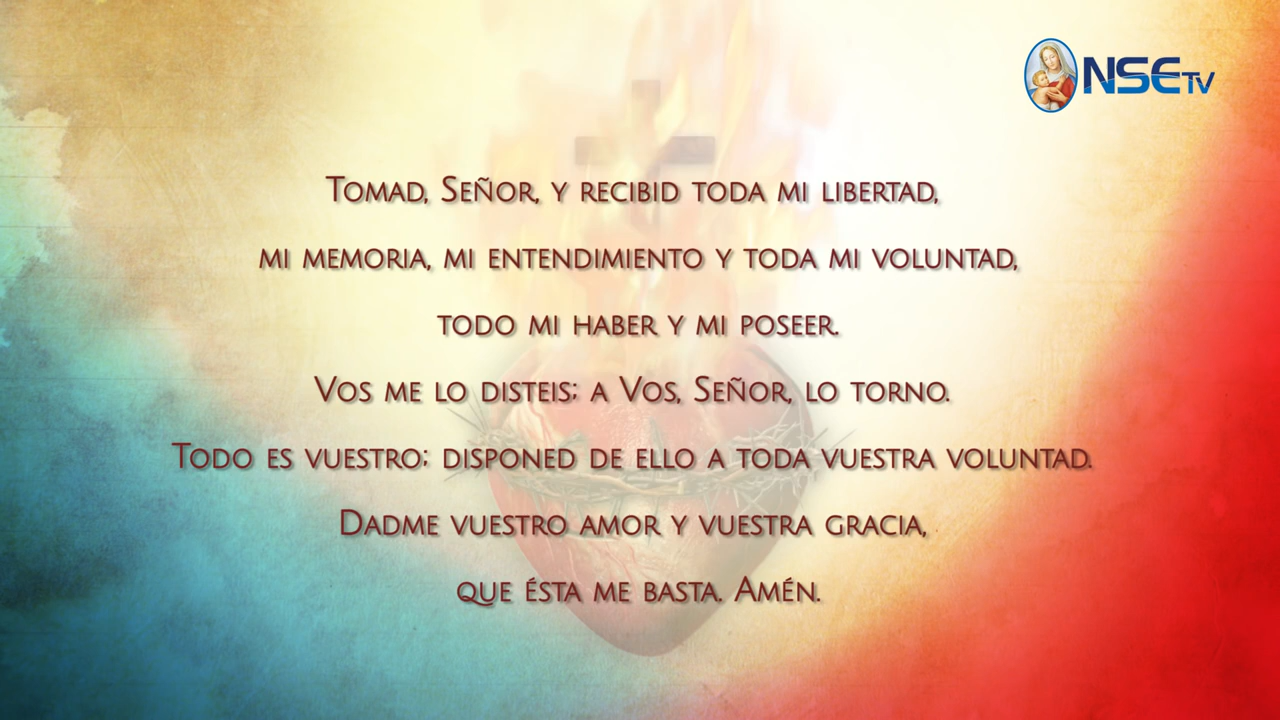 NSETV
Tomad, Señor, y recibid toda mi libertad,
mi memoria, mi entendimiento y toda mi voluntad,
todo mi haber y mi poseer.
Vos me lo disteis; a Vos, Señor, lo torno.
Todo es vuestro; disponed de ello a toda vuestra voluntad.
Dadme vuestro amor y vuestra gracia,
que ésta me basta. Amén.